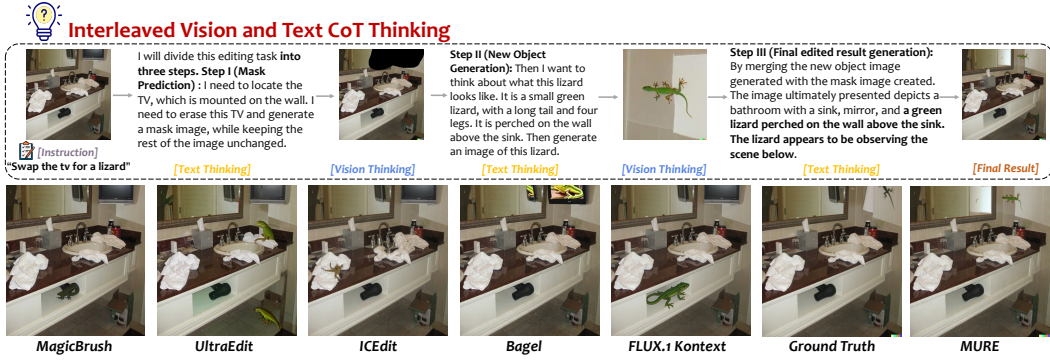 Interleaved Vision and Text CoT Thinking
[Instruction]
"Swap the tv for a lizard"
I will divide this editing task into
three steps. Step I (Mask
Prediction) : I need to locate the
TV, which is mounted on the wall. I
need to erase this TV and generate
a mask image, while keeping the
rest of the image unchanged.
[Text Thinking]
[Vision Thinking]
Step II (New Object
Generation): Then I want to
think about what this lizard
looks like. It is a small green
lizard, with a long tail and four
legs. It is perched on the wall
above the sink. Then generate
an image of this lizard.
[Text Thinking]
[Vision Thinking]
Step III (Final edited result generation):
By merging the new object image
generated with the mask image created.
The image ultimately presented depicts a
bathroom with a sink, mirror, and a green
lizard perched on the wall above the sink.
The lizard appears to be observing the
scene below.
[Text Thinking]
[Final Result]
MagicBrush
UltraEdit
ICEdit
Bagel
FLUX.1 Kontext
Ground Truth
MURE